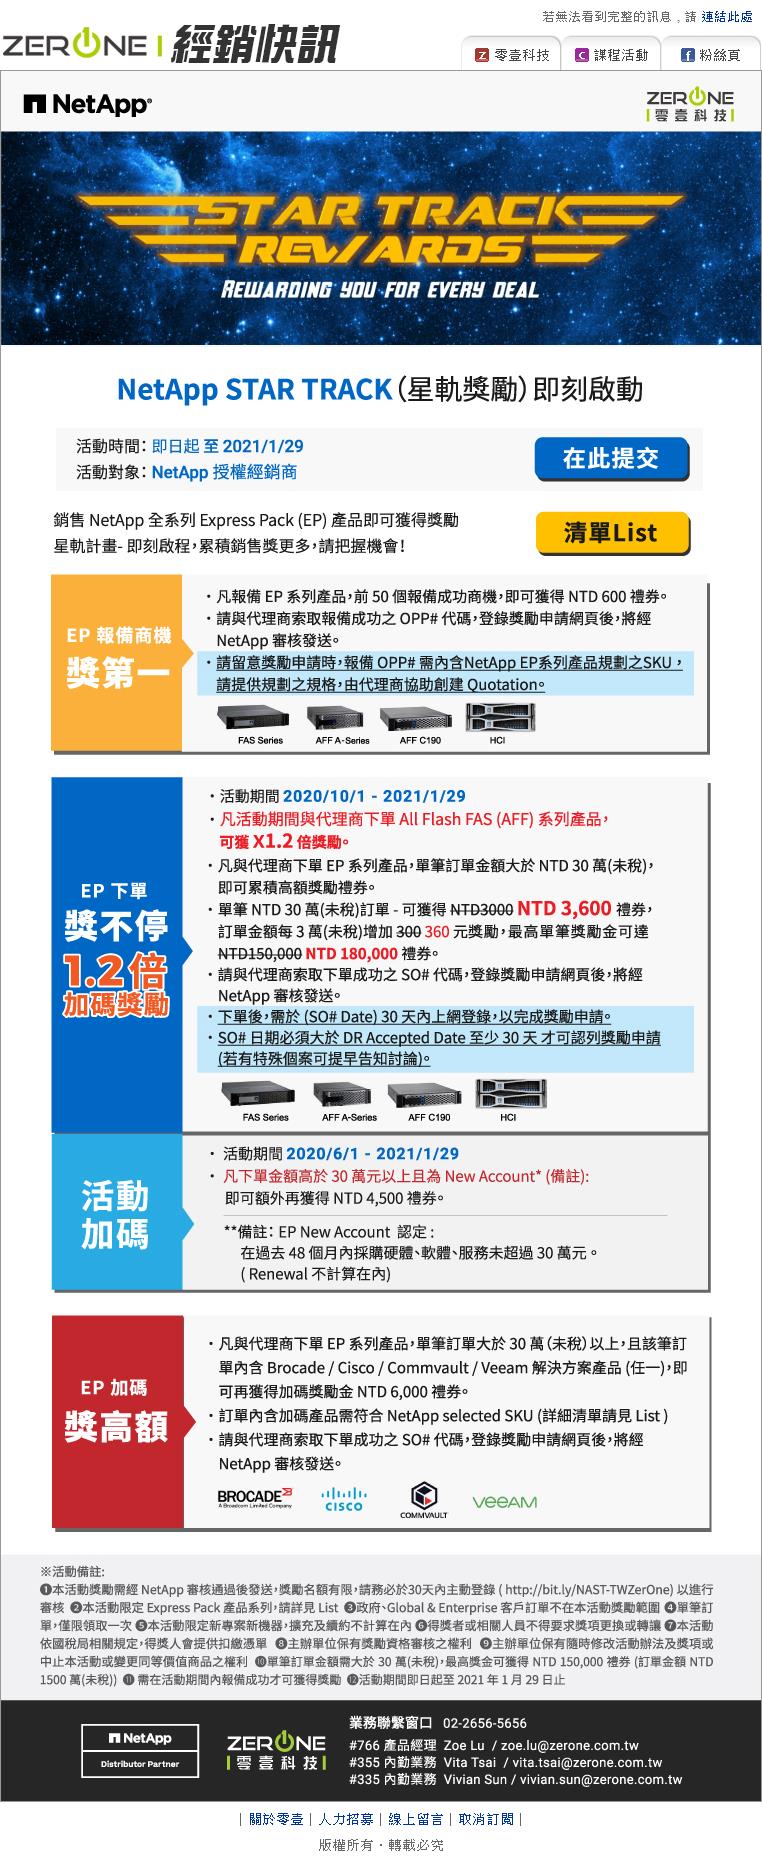 若無法看到完整的訊息，請 連結此處
ZERONE | 經銷快訊
零壹科技 課程活動 粉絲頁
NetApp
ZERONE
零壹科技
STAR TRACK
REWARDS
REWARDING YOU FOR EVERY DEAL
NetApp STAR TRACK（星軌獎勵）即刻啟動
活動時間：即日起 至 2021/1/29
活動對象：NetApp 授權經銷商
在此提交
銷售 NetApp 全系列 Express Pack (EP) 產品即可獲得獎勵
星軌計畫- 即刻啟程，累積銷售獎更多，請把握機會！
清單List
EP 報備商機
獎第一
・凡報備 EP 系列產品，前 50 個報備成功商機，即可獲得 NTD 600 禮券。
・請與代理商索取報備成功之 OPP# 代碼，登錄獎勵申請網頁後，將經
NetApp 審核發送。
・請留意獎勵申請時，報備 OPP# 需內含NetApp EP系列產品規劃之SKU，
請提供規劃之規格，由代理商協助創建 Quotation。
FAS Series AFF A-Series AFF C190 HCI
EP 下單
獎不停
1.2倍
加碼獎勵
・活動期間 2020/10/1 - 2021/1/29
・凡活動期間與代理商下單 All Flash FAS (AFF) 系列產品，
可獲 X1.2 倍獎勵。
・凡與代理商下單 EP 系列產品，單筆訂單金額大於 NTD 30 萬(未稅)，
即可累積高額獎勵禮券。
・單筆 NTD 30 萬(未稅)訂單 - 可獲得 NTD3000 NTD 3,600 禮券，
訂單金額每 3 萬(未稅)增加 300 360 元獎勵，最高單筆獎勵金可達
NTD150,000 NTD 180,000 禮券。
・請與代理商索取下單成功之 SO# 代碼，登錄獎勵申請網頁後，將經
NetApp 審核發送。
・下單後，需於 (SO# Date) 30 天內上網登錄，以完成獎勵申請。
・SO# 日期必須大於 DR Accepted Date 至少 30 天 才可認列獎勵申請
(若有特殊個案可提早告知討論)。
FAS Series AFF A-Series AFF C190 HCI
活動
加碼
・ 活動期間 2020/6/1 - 2021/1/29
・ 凡下單金額高於 30 萬元以上且為 New Account* (備註):
即可額外再獲得 NTD 4,500 禮券。
**備註：EP New Account 認定 :
在過去 48 個月內採購硬體、軟體、服務未超過 30 萬元。
( Renewal 不計算在內)
EP 加碼
獎高額
・凡與代理商下單 EP 系列產品，單筆訂單大於 30 萬（未稅）以上，且該筆訂
單內含 Brocade / Cisco / Commvault / Veeam 解決方案產品 (任一)，即
可再獲得加碼獎勵金 NTD 6,000 禮券。
・訂單內含加碼產品需符合 NetApp selected SKU (詳細清單請見 List )
・請與代理商索取下單成功之 SO# 代碼，登錄獎勵申請網頁後，將經
NetApp 審核發送。
BROCADE
A Broadcom Limited Company
CISCO
COMMVAULT
VEEAM
※活動備註:
❶本活動獎勵需經 NetApp 審核通過後發送，獎勵名額有限，請務必於30天內主動登錄 ( http://bit.ly/NAST-TWZerOne) 以進行
審核 ❷本活動限定 Express Pack 產品系列，請詳見 List ❸政府、Global & Enterprise 客戶訂單不在本活動獎勵範圍 ❹單筆訂
單，僅限領取一次 ❺本活動限定新專案新機器，擴充及續約不計算在內 ❻得獎者或相關人員不得要求獎項更換或轉讓 ❼本活動
依國稅局相關規定，得獎人會提供扣繳憑單 ❽主辦單位保有獎勵資格審核之權利 ❾主辦單位保有隨時修改活動辦法及獎項或
中止本活動或變更同等價值商品之權利 ❿單筆訂單金額需大於 30 萬(未稅)，最高獎金可獲得 NTD 150,000 禮券 (訂單金額 NTD
1500 萬(未稅)) ⓫ 需在活動期間內報備成功才可獲得獎勵 ⓬活動期間即日起至 2021 年 1 月 29 日止
NetApp
Distributor Partner
ZERONE
零壹科技
業務聯繫窗口 02-2656-5656
#766 產品經理 Zoe Lu / zoe.lu@zerone.com.tw
#355 內勤業務 Vita Tsai / vita.tsai@zerone.com.tw
#335 內勤業務 Vivian Sun / vivian.sun@zerone.com.tw
| 關於零壹 | 人力招募 | 線上留言 | 取消訂閱 |
版權所有・轉載必究